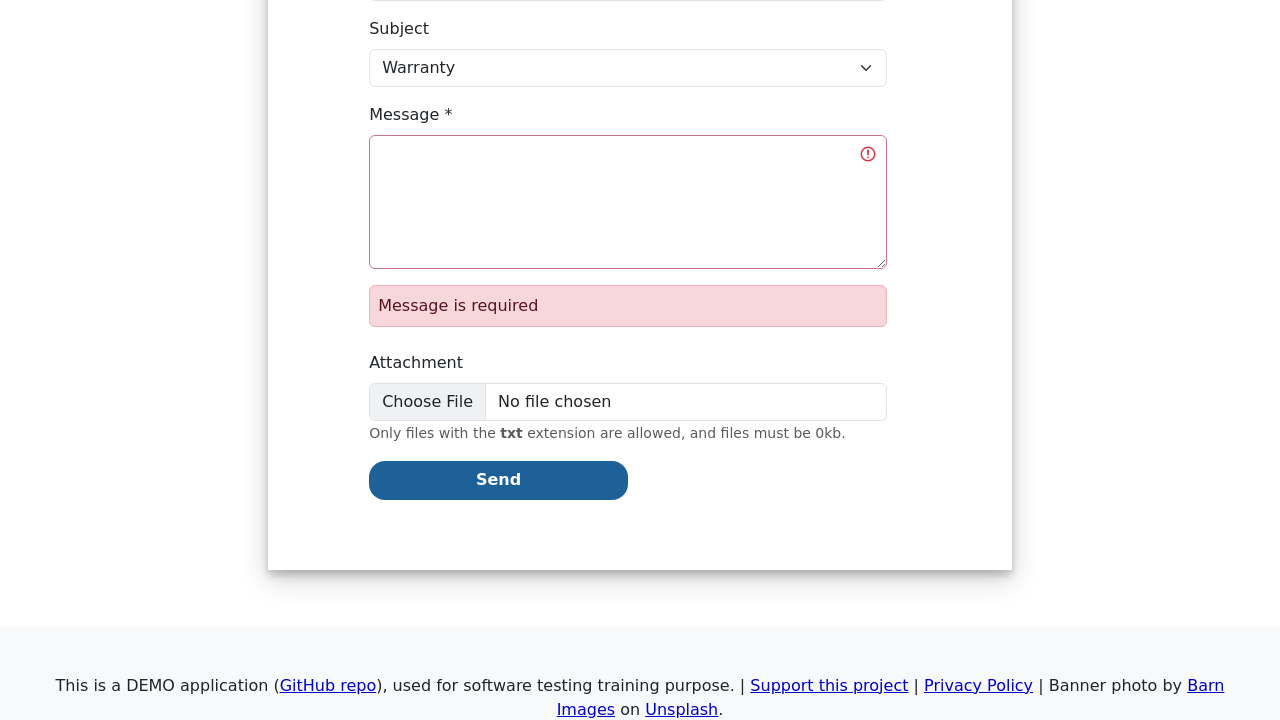 Subject
Warranty
Message *
Message is required
Attachment
Choose File No file chosen
Only files with the txt extension are allowed, and files must be 0kb.
Send
This is a DEMO application (GitHub repo), used for software testing training purpose. | Support this project | Privacy Policy | Banner photo by Barn
Images on Unsplash.